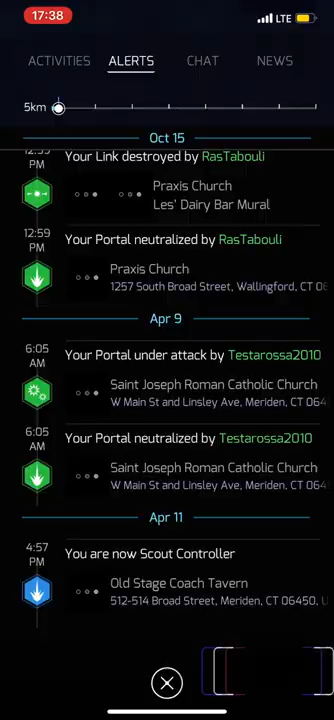 17:38
LTE
ACTIVITIES ALERTS CHAT NEWS
5km
Oct 15
12:59
PM
Your Link destroyed by RasTabouli
Praxis Church
Les' Dairy Bar Mural
12:59
PM
Your Portal neutralized by RasTabouli
Praxis Church
1257 South Broad Street, Wallingford, CT 06
Apr 9
6:05
AM
Your Portal under attack by Testarossa2010
Saint Joseph Roman Catholic Church
W Main St and Linsley Ave, Meriden, CT 064
6:05
AM
Your Portal neutralized by Testarossa2010
Saint Joseph Roman Catholic Church
W Main St and Linsley Ave, Meriden, CT 064
Apr 11
4:57
PM
You are now Scout Controller
Old Stage Coach Tavern
512-514 Broad Street, Meriden, CT 06450, U